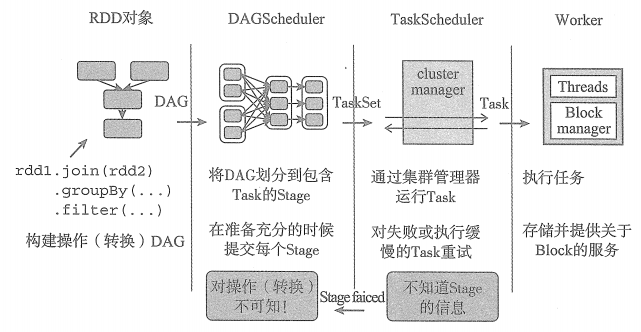 RDD对象
DAGScheduler
TaskScheduler
Worker
DAG
TaskSet
cluster
manager
Task
Threads
Block
manager
rdd1.join(rdd2)
.groupBy(...)
.filter(...)
构建操作（转换）DAG
将DAG划分到包含
Task的Stage
在准备充分的时候
提交每个Stage
通过集群管理器
运行Task
对失败或执行缓
慢的Task重试
执行任务
存储并提供关于
Block的服务
对操作（转换）
不可知！
Stage faiced
不知道Stage
的信息